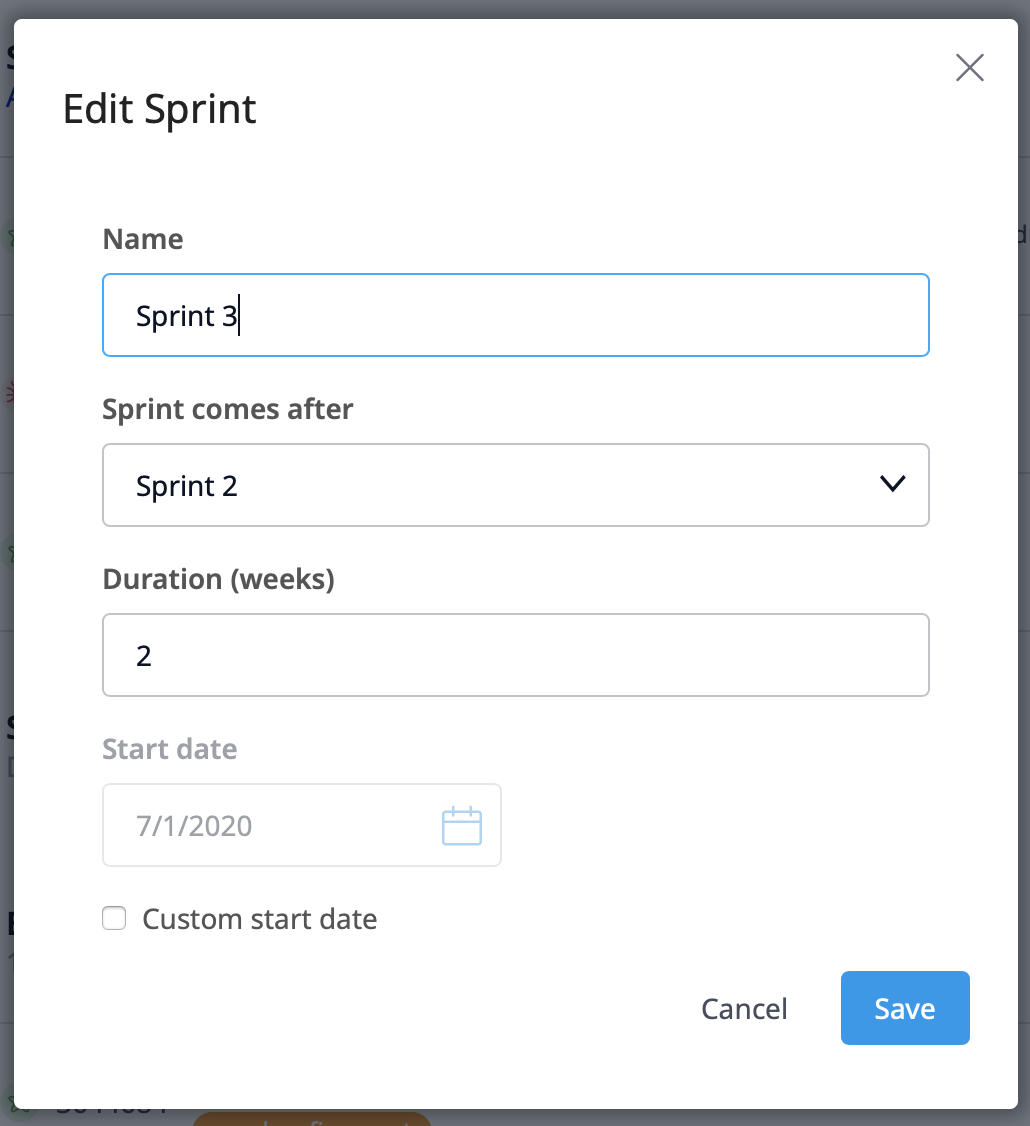 Edit Sprint
Name
Sprint 3
Sprint comes after
Sprint 2
Duration (weeks)
2
Start date
7/1/2020
Custom start date
Cancel
Save